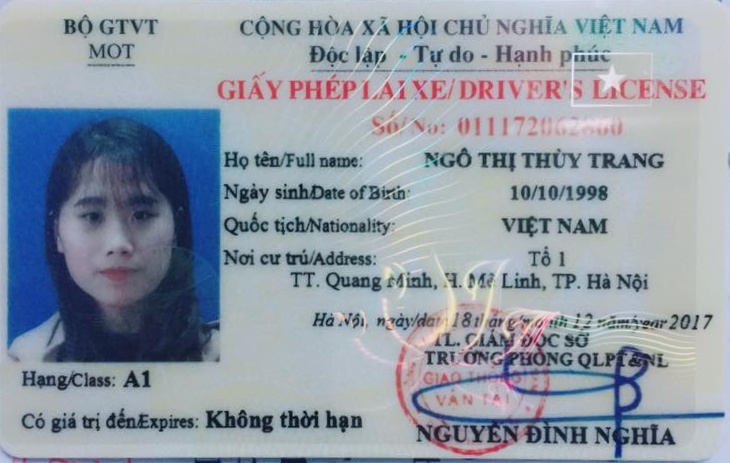 BỘ GTVT
MOT
CỘNG HÒA XÃ HỘI CHỦ NGHĨA VIỆT NAM
Độc lập - Tự do - Hạnh phúc
GIẤY PHÉP LÁI XE/DRIVER'S LICENSE
Số/No: 011172062800
Họ tên/Full name: NGÔ THỊ THÙY TRANG
Ngày sinh/Date of Birth: 10/10/1998
Quốc tịch/Nationality: VIỆT NAM
Nơi cư trú/Address: Tổ 1
TT. Quang Minh, H. Mê Linh, TP. Hà Nội
Hà Nội, ngày/date 18 tháng/month 12 năm/year 2017
TL. GIÁM ĐỐC SỞ
TRƯỞNG PHÒNG QLPT&NL
GIAO THÔNG
VẬN TẢI
Hạng/Class: A1
Có giá trị đến/Expires: Không thời hạn
NGUYỄN ĐÌNH NGHĨA